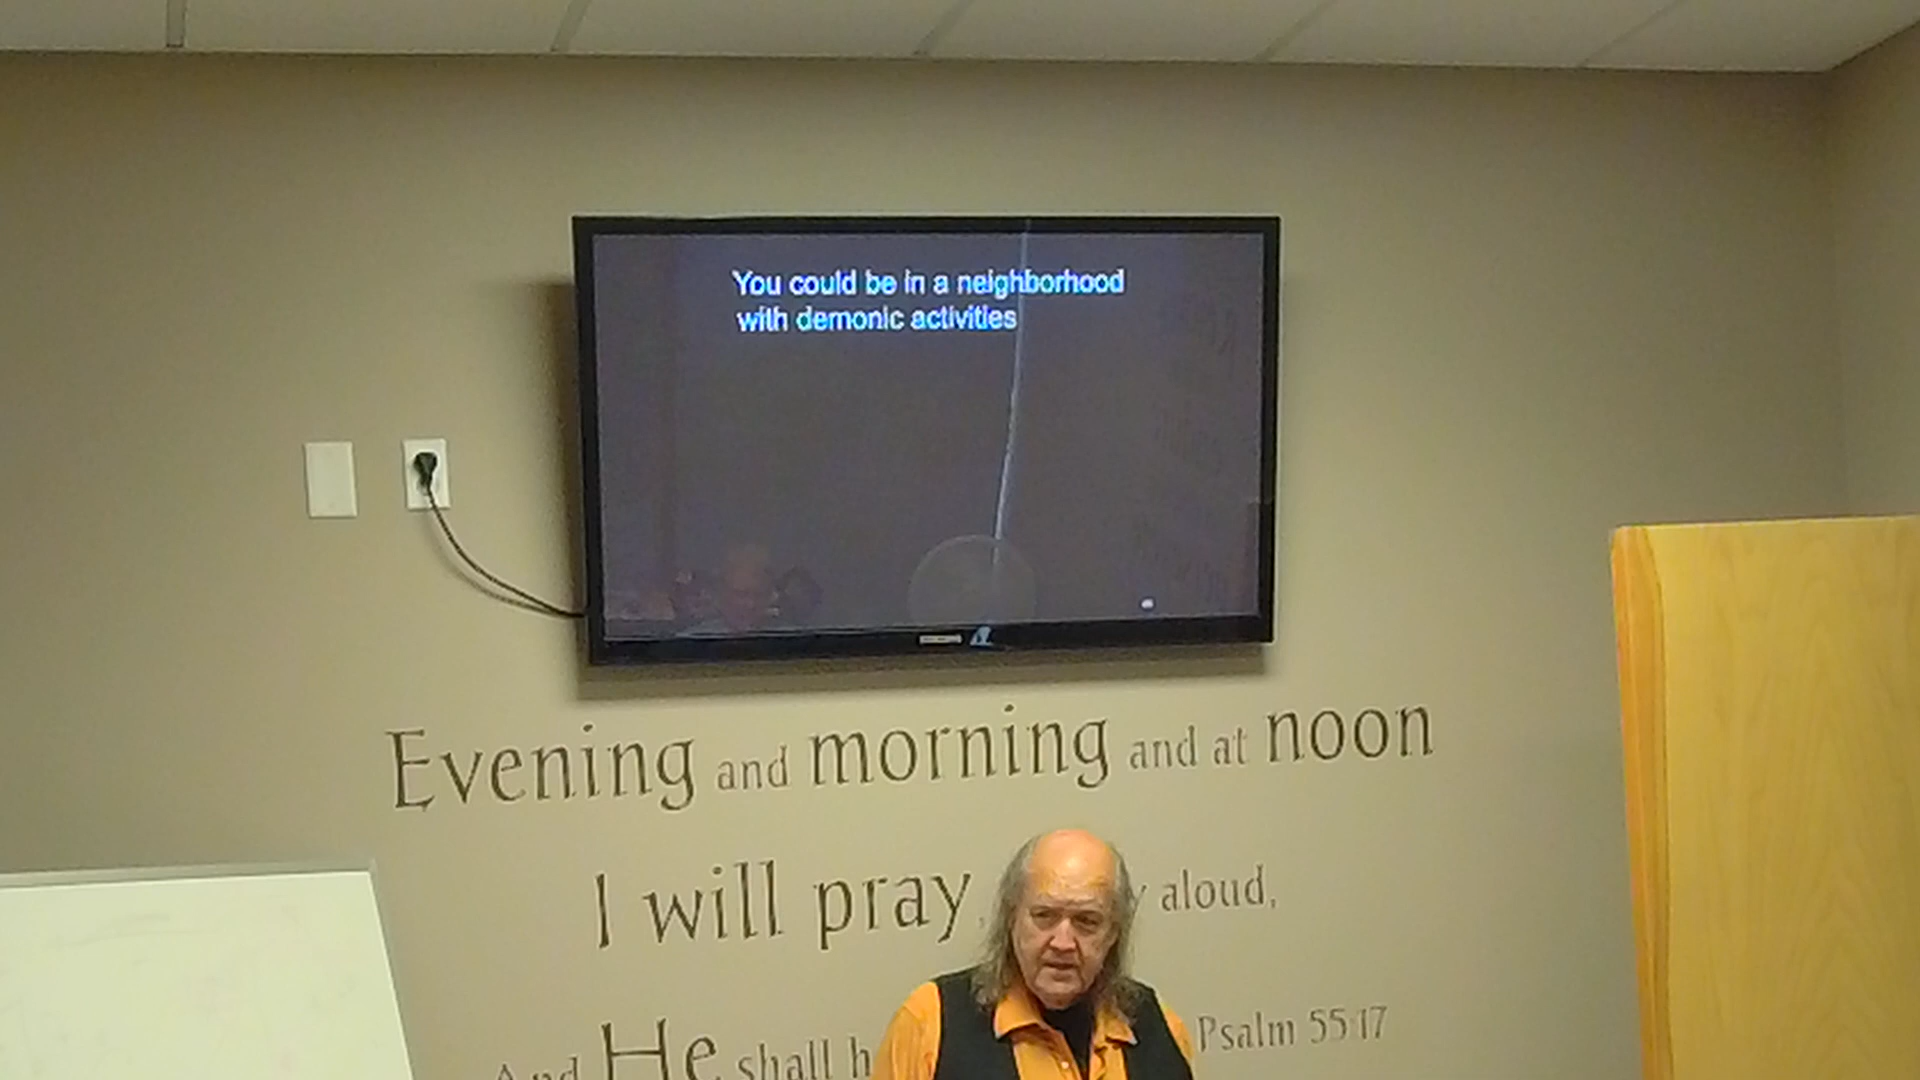 You could be in a neighborhood
with demonic activities
Evening and morning and at noon
I will pray, aloud,
And He shall h
Psalm 55:17